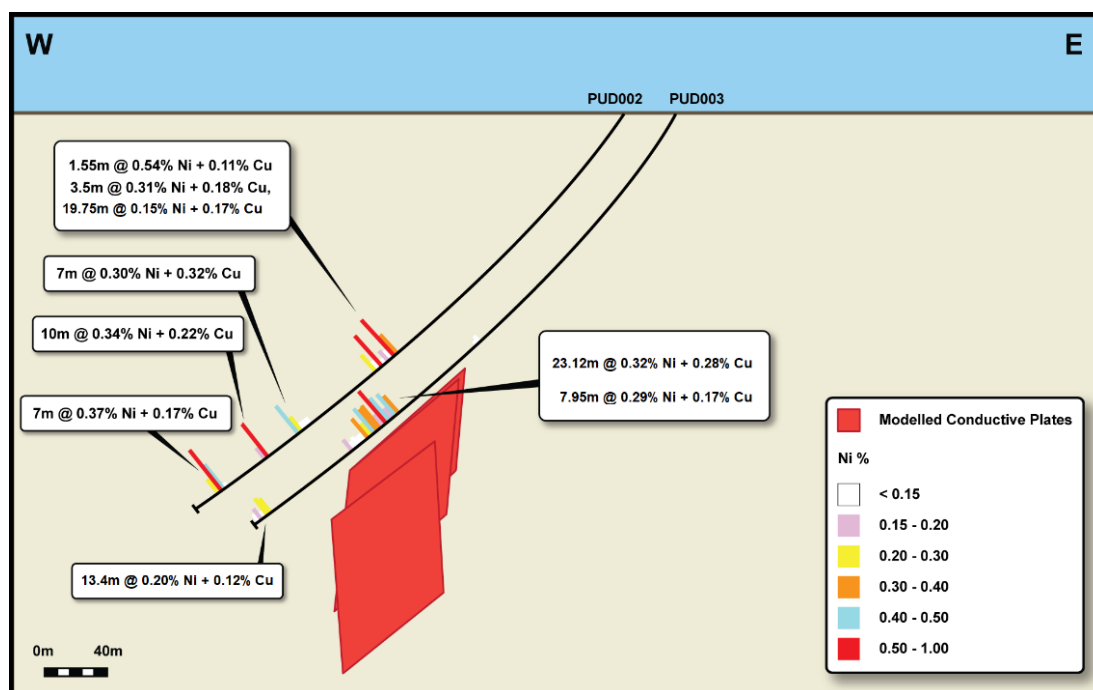 W
E
PUD002
PUD003
1.55m @ 0.54% Ni + 0.11% Cu
3.5m @ 0.31% Ni + 0.18% Cu,
19.75m @ 0.15% Ni + 0.17% Cu
7m @ 0.30% Ni + 0.32% Cu
10m @ 0.34% Ni + 0.22% Cu
7m @ 0.37% Ni + 0.17% Cu
23.12m @ 0.32% Ni + 0.28% Cu
7.95m @ 0.29% Ni + 0.17% Cu
13.4m @ 0.20% Ni + 0.12% Cu
Modelled Conductive Plates
Ni %
< 0.15
0.15 - 0.20
0.20 - 0.30
0.30 - 0.40
0.40 - 0.50
0.50 - 1.00
0m
40m